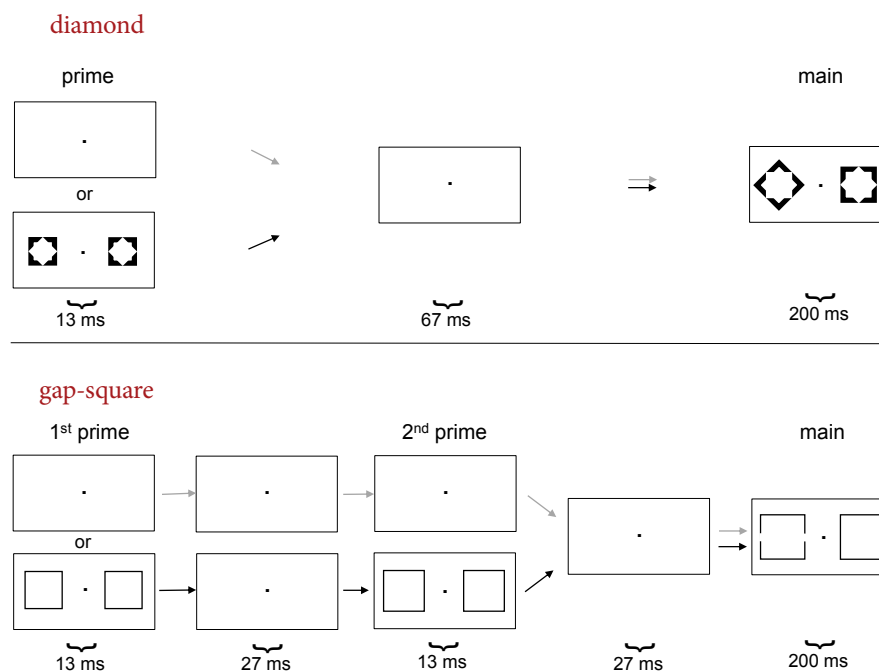 diamond
prime
main
or
13 ms
67 ms
200 ms
gap-square
1st prime
2nd prime
main
or
13 ms
27 ms
13 ms
27 ms
200 ms